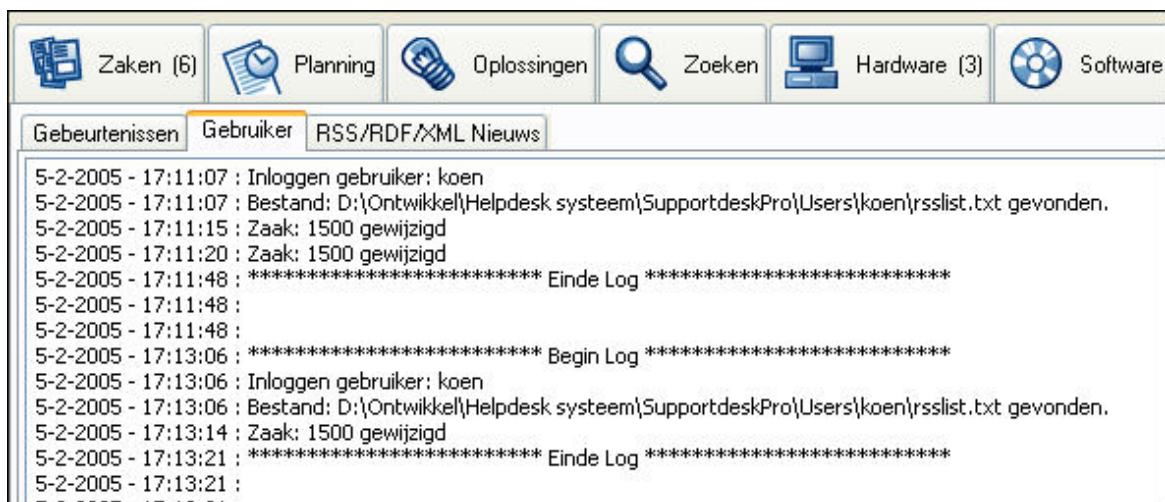 Zaken (6) Planning Oplossingen Zoeken Hardware (3) Software
Gebeurtenissen Gebruiker RSS/RDF/XML Nieuws
5-2-2005 - 17:11:07 : Inloggen gebruiker: koen
5-2-2005 - 17:11:07 : Bestand: D:\Ontwikkel\Helpdesk systeem\SupportdeskPro\Users\koen\rsslist.txt gevonden.
5-2-2005 - 17:11:15 : Zaak: 1500 gewijzigd
5-2-2005 - 17:11:20 : Zaak: 1500 gewijzigd
5-2-2005 - 17:11:48 : ************************* Einde Log **************************
5-2-2005 - 17:11:48 :
5-2-2005 - 17:11:48 :
5-2-2005 - 17:13:06 : ************************* Begin Log **************************
5-2-2005 - 17:13:06 : Inloggen gebruiker: koen
5-2-2005 - 17:13:06 : Bestand: D:\Ontwikkel\Helpdesk systeem\SupportdeskPro\Users\koen\rsslist.txt gevonden.
5-2-2005 - 17:13:14 : Zaak: 1500 gewijzigd
5-2-2005 - 17:13:21 : ************************* Einde Log **************************
5-2-2005 - 17:13:21 :